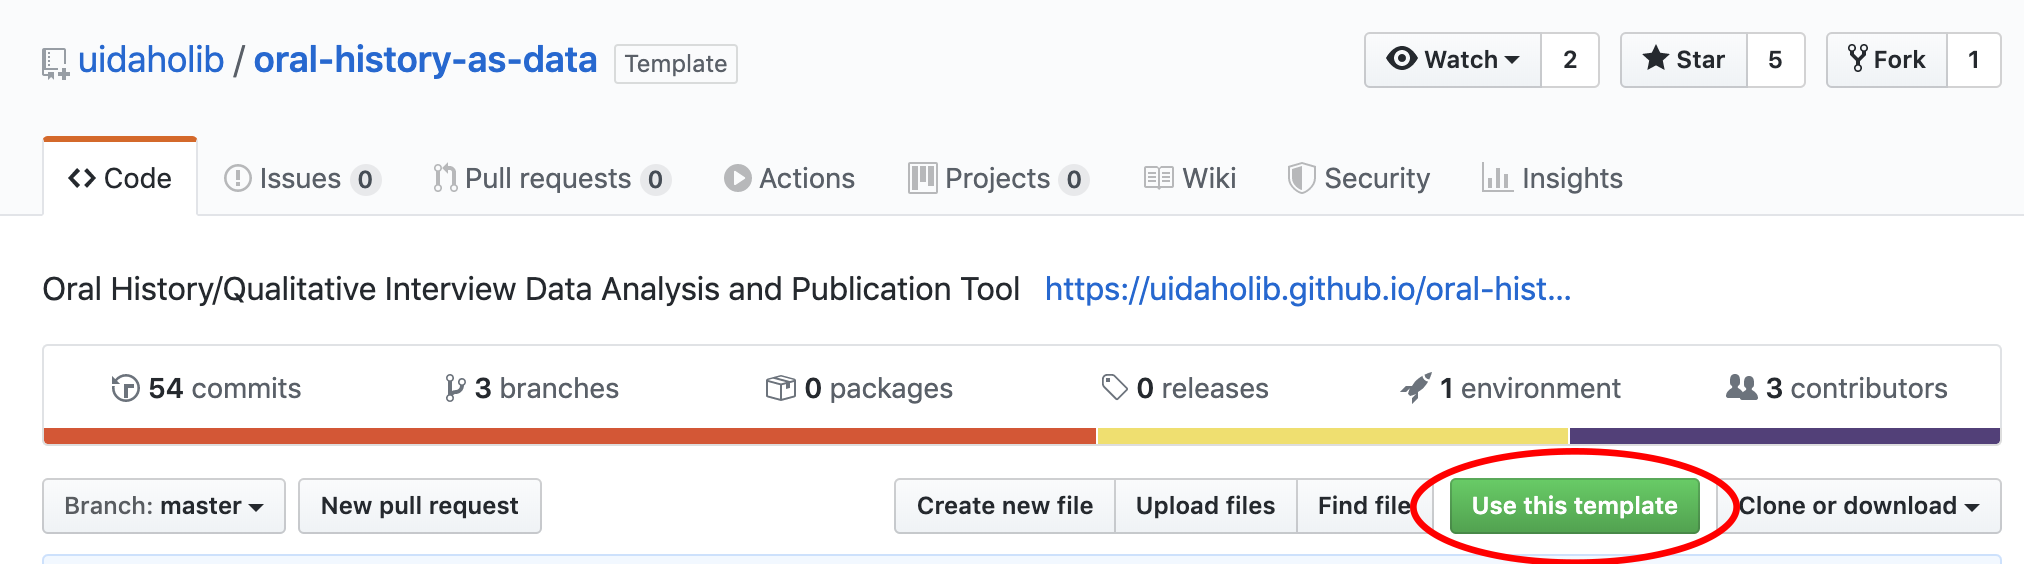 uidaholib / oral-history-as-data Template Watch 2 Star 5 Fork 1
Code Issues 0 Pull requests 0 Actions Projects 0 Wiki Security Insights
Oral History/Qualitative Interview Data Analysis and Publication Tool https://uidaholib.github.io/oral-hist...
54 commits 3 branches 0 packages 0 releases 1 environment 3 contributors
Branch: master New pull request Create new file Upload files Find file Use this template Clone or download